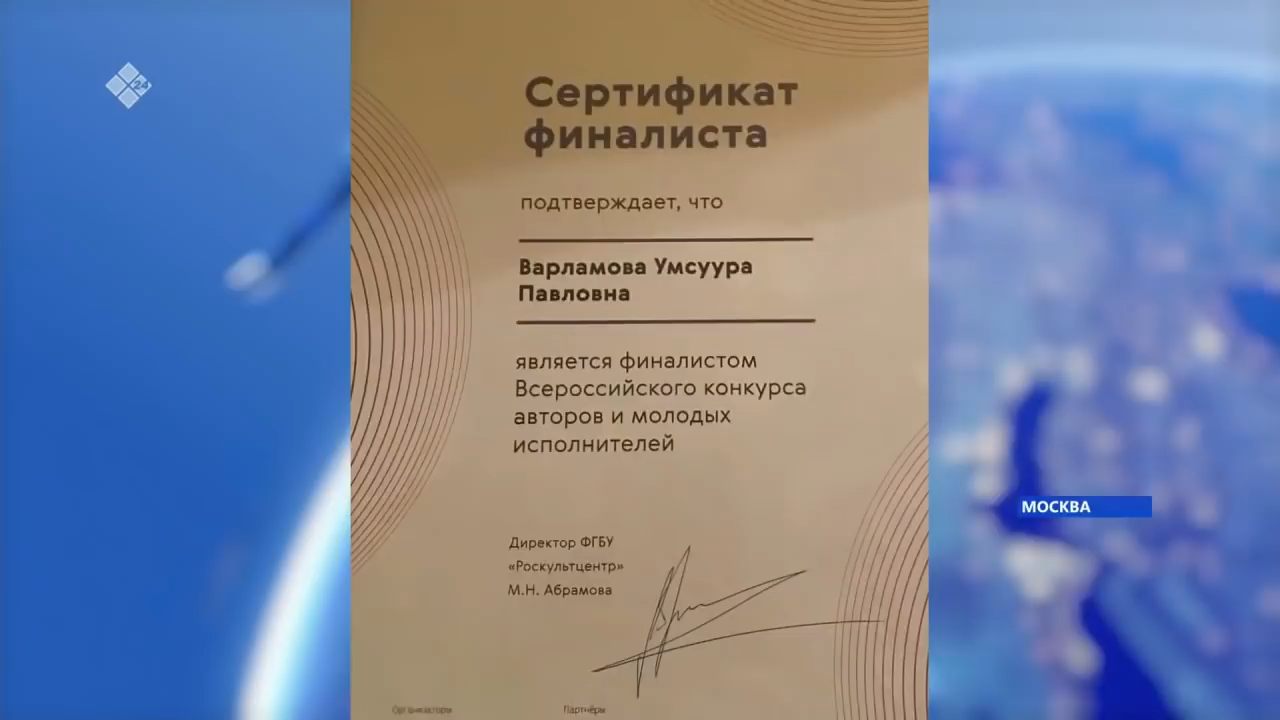 24
Сертификат
финалиста
подтверждает, что
Варламова Умсуура
Павловна
является финалистом
Всероссийского конкурса
авторов и молодых
исполнителей
Директор ФГБУ
«Роскультцентр»
М.Н. Абрамова
Организаторы
Партнёры
МОСКВА